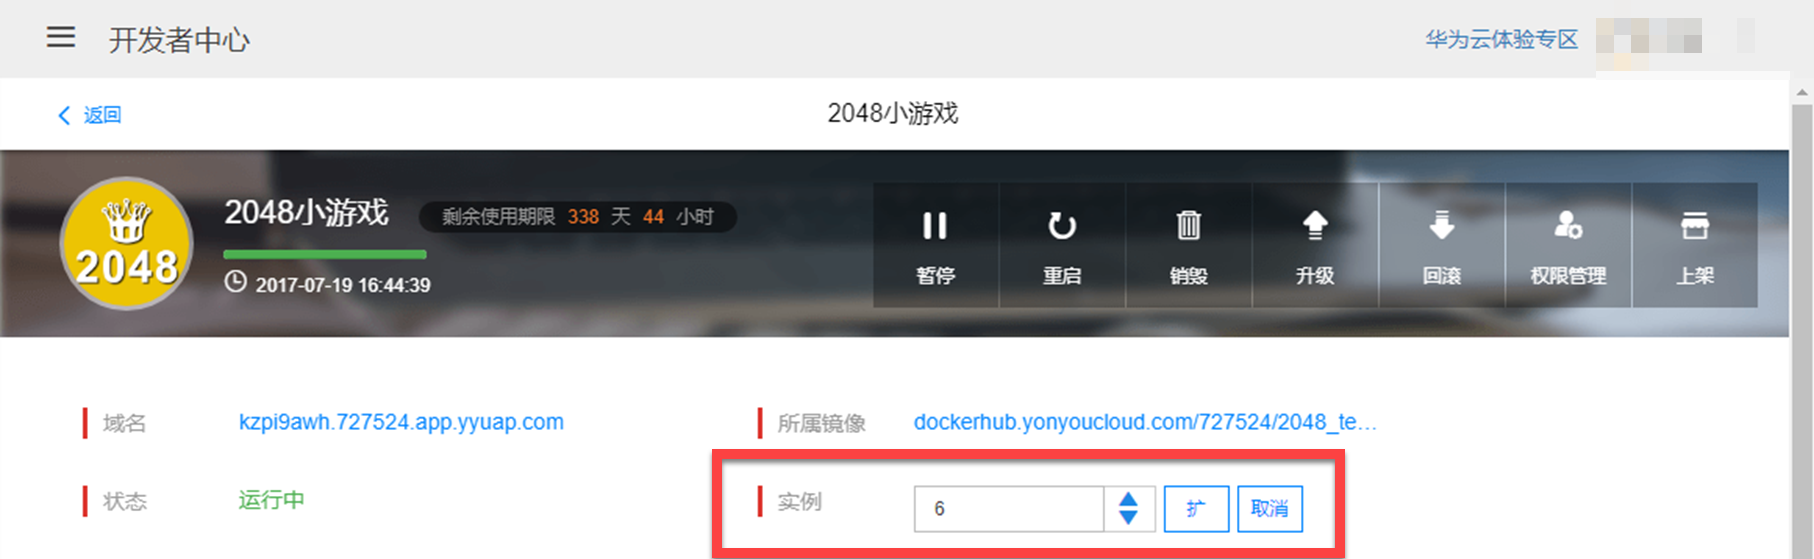 开发者中心
华为云体验专区
返回
2048小游戏
2048
2048小游戏
剩余使用期限 338 天 44 小时
2017-07-19 16:44:39
暂停
重启
销毁
升级
回滚
权限管理
上架
域名
kzpi9awh.727524.app.yyuap.com
所属镜像
dockerhub.yonyoucloud.com/727524/2048_te...
状态
运行中
实例
6
扩
取消